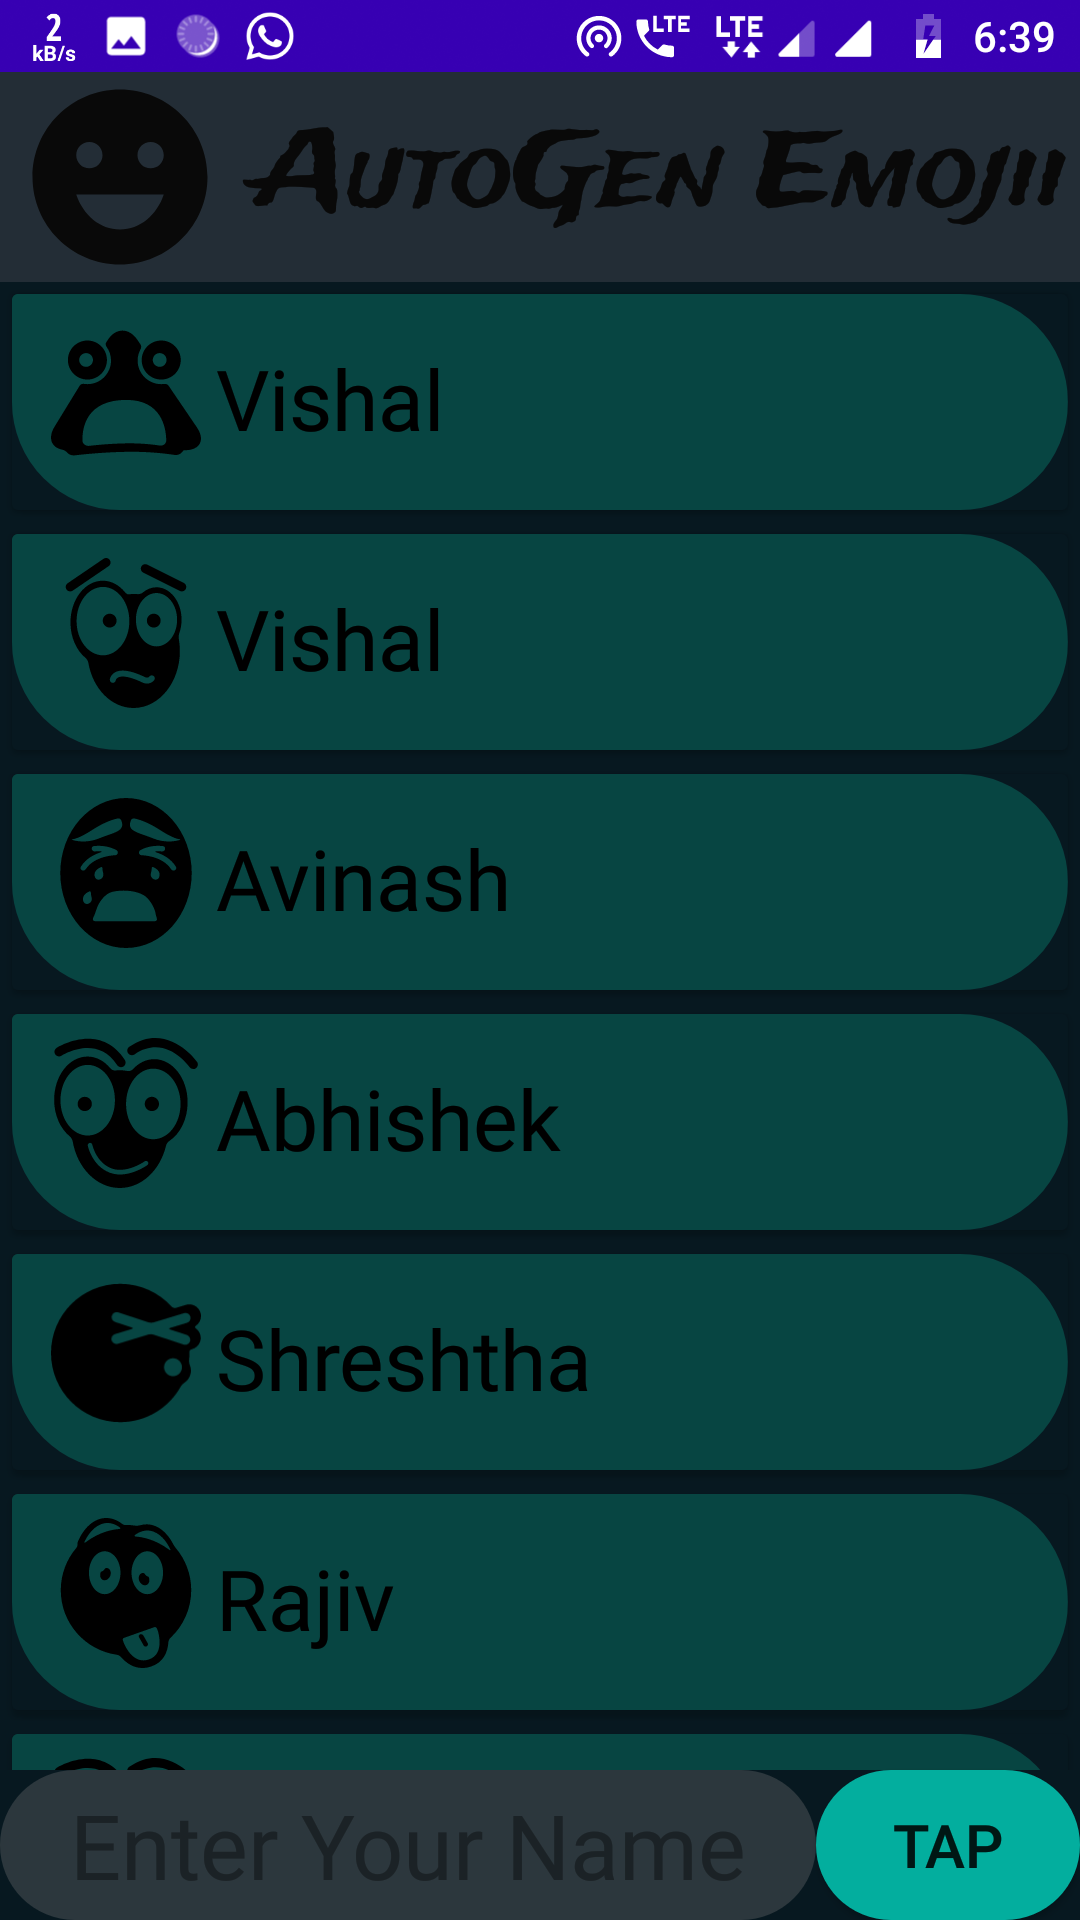 2 kB/s LTE LTE 6:39
AutoGen Emojii
Vishal
Vishal
Avinash
Abhishek
Shreshtha
Rajiv
Enter Your Name TAP